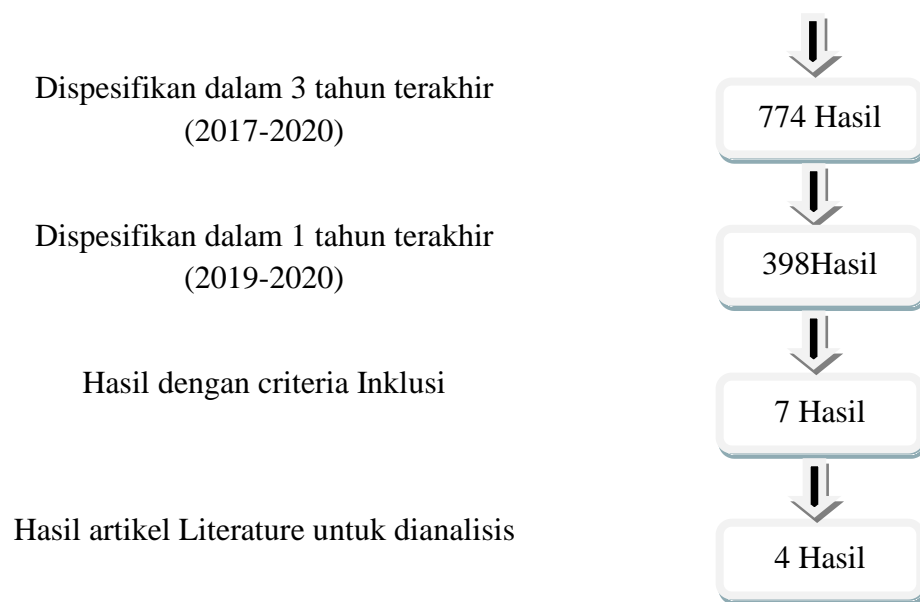 Dispesifikan dalam 3 tahun terakhir
(2017-2020)
774 Hasil
Dispesifikan dalam 1 tahun terakhir
(2019-2020)
398Hasil
Hasil dengan criteria Inklusi
7 Hasil
Hasil artikel Literature untuk dianalisis
4 Hasil